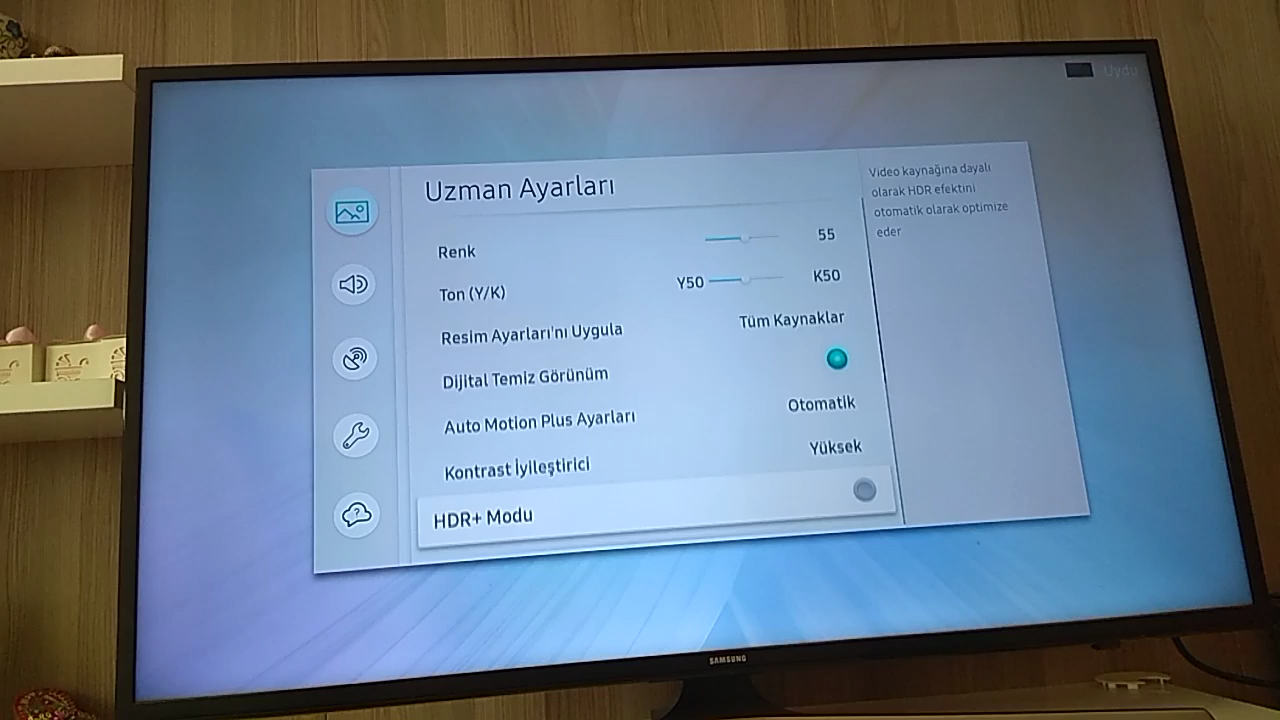 Uydu
Uzman Ayarları
Renk 55
Ton (Y/K) Y50 K50
Resim Ayarları'nı Uygula Tüm Kaynaklar
Dijital Temiz Görünüm
Auto Motion Plus Ayarları Otomatik
Kontrast İyileştirici Yüksek
HDR+ Modu
Video kaynağına dayalı
olarak HDR efektini
otomatik olarak optimize
eder
SAMSUNG